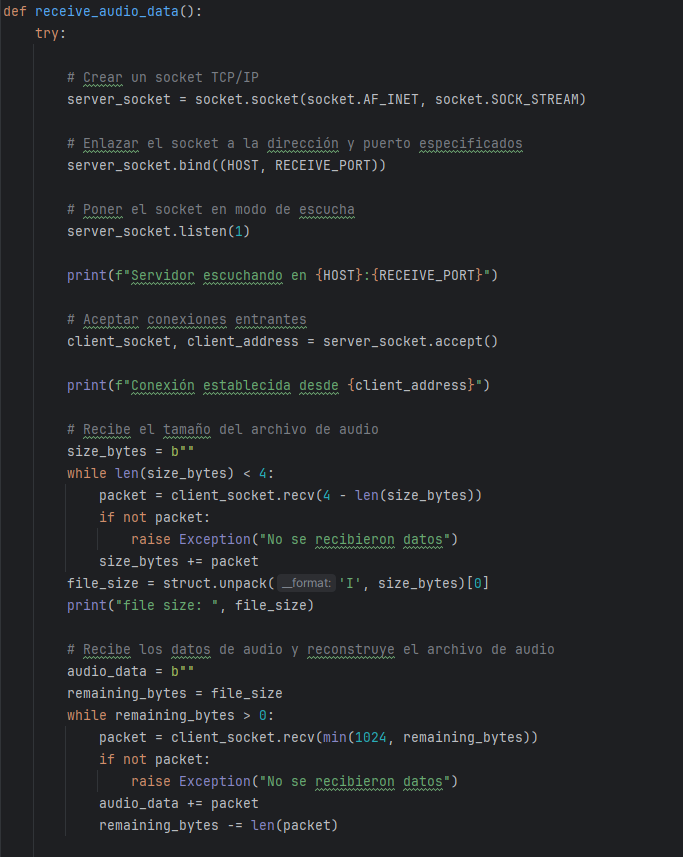 def receive_audio_data():
    try:

        # Crear un socket TCP/IP
        server_socket = socket.socket(socket.AF_INET, socket.SOCK_STREAM)

        # Enlazar el socket a la dirección y puerto especificados
        server_socket.bind((HOST, RECEIVE_PORT))

        # Poner el socket en modo de escucha
        server_socket.listen(1)

        print(f"Servidor escuchando en {HOST}:{RECEIVE_PORT}")

        # Aceptar conexiones entrantes
        client_socket, client_address = server_socket.accept()

        print(f"Conexión establecida desde {client_address}")

        # Recibe el tamaño del archivo de audio
        size_bytes = b""
        while len(size_bytes) < 4:
            packet = client_socket.recv(4 - len(size_bytes))
            if not packet:
                raise Exception("No se recibieron datos")
            size_bytes += packet
        file_size = struct.unpack(__format: 'I', size_bytes)[0]
        print("file size: ", file_size)

        # Recibe los datos de audio y reconstruye el archivo de audio
        audio_data = b""
        remaining_bytes = file_size
        while remaining_bytes > 0:
            packet = client_socket.recv(min(1024, remaining_bytes))
            if not packet:
                raise Exception("No se recibieron datos")
            audio_data += packet
            remaining_bytes -= len(packet)